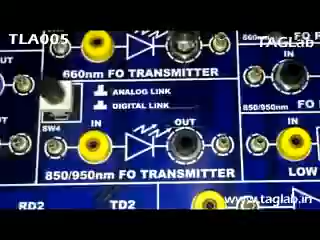 TLA005
TAGLab
OUT
660nm FO TRANSMITTER
ANALOG LINK
DIGITAL LINK
SW4
850/950nm F
IN
OUT
IN
850/950nm FO TRANSMITTER
LOW
www.taglab.in
RD2
TD2